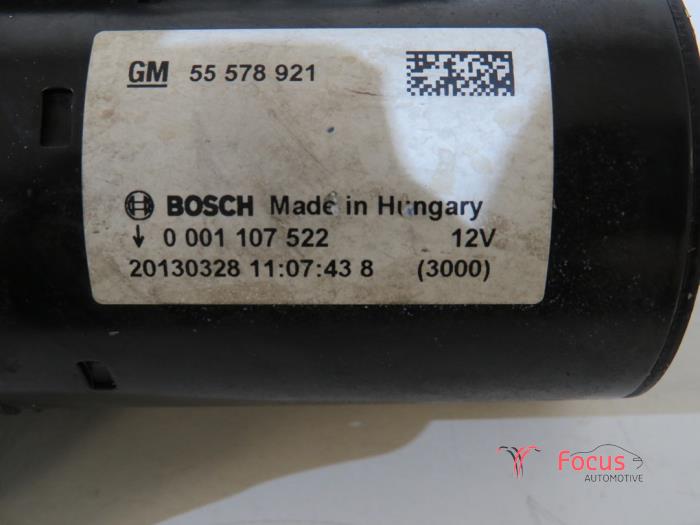 GM 55 578 921
BOSCH Made in Hungary
↓ 0 001 107 522 12V
20130328 11:07:43 8 (3000)
Focus
AUTOMOTIVE